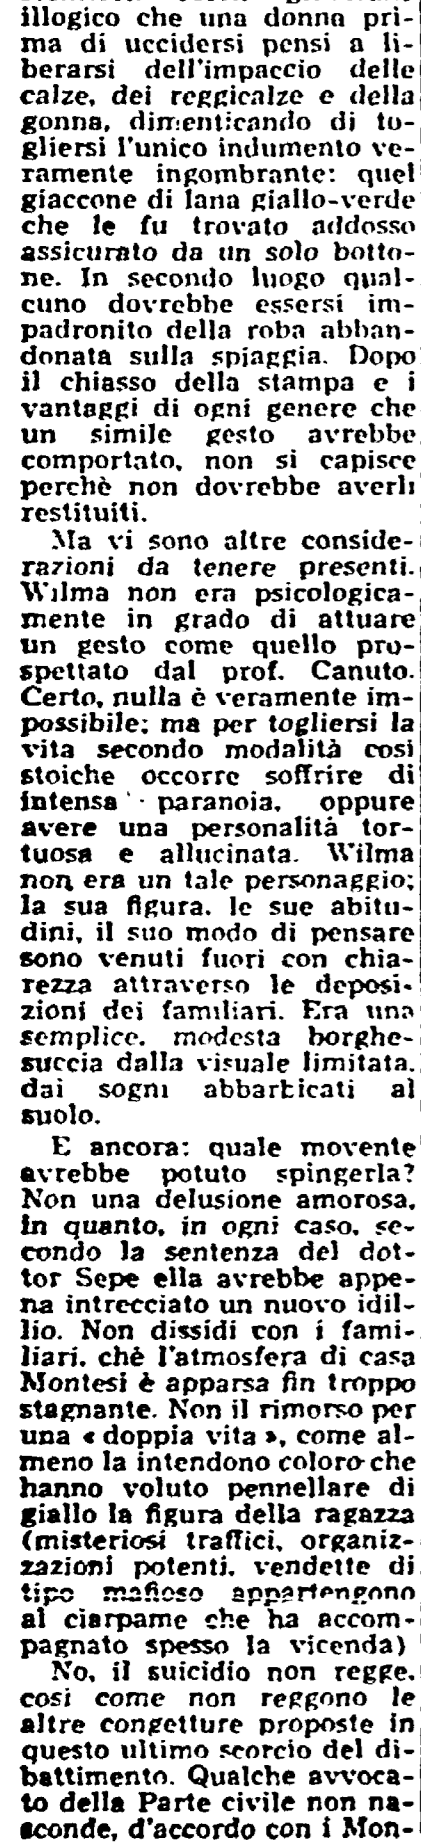 illogico che una donna pri-
ma di uccidersi pensi a li-
berarsi dell'impaccio delle
calze, dei reggicalze e della
gonna, dimenticando di to-
gliersi l'unico indumento ve-
ramente ingombrante: quel
giaccone di lana giallo-verde
che le fu trovato addosso
assicurato da un solo botto-
ne. In secondo luogo qual-
cuno dovrebbe essersi im-
padronito della roba abban-
donata sulla spiaggia. Dopo
il chiasso della stampa e i
vantaggi di ogni genere che
un simile gesto avrebbe
comportato, non si capisce
perchè non dovrebbe averli
restituiti.
Ma vi sono altre conside-
razioni da tenere presenti.
Wilma non era psicologica-
mente in grado di attuare
un gesto come quello pro-
spettato dal prof. Canuto.
Certo, nulla è veramente im-
possibile; ma per togliersi la
vita secondo modalità così
stoiche occorre soffrire di
intensa paranoia, oppure
avere una personalità tor-
tuosa e allucinata. Wilma
non era un tale personaggio;
la sua figura, le sue abitu-
dini, il suo modo di pensare
sono venuti fuori con chia-
rezza attraverso le deposi-
zioni dei familiari. Era una
semplice, modesta borghe-
succia dalla visuale limitata,
dai sogni abbarbicati al
suolo.
E ancora: quale movente
avrebbe potuto spingerla?
Non una delusione amorosa,
in quanto, in ogni caso, se-
condo la sentenza del dot-
tor Sepe ella avrebbe appe-
na intrecciato un nuovo idil-
lio. Non dissidi con i fami-
liari, chè l'atmosfera di casa
Montesi è apparsa fin troppo
stagnante. Non il rimorso per
una « doppia vita », come al-
meno la intendono coloro che
hanno voluto pennellare di
giallo la figura della ragazza
(misteriosi traffici, organiz-
zazioni potenti, vendette di
tipo mafioso appartengono
al ciarpame che ha accom-
pagnato spesso la vicenda)
No, il suicidio non regge,
così come non reggono le
altre congetture proposte in
questo ultimo scorcio del di-
battimento. Qualche avvoca-
to della Parte civile non na-
sconde, d'accordo con i Mon-